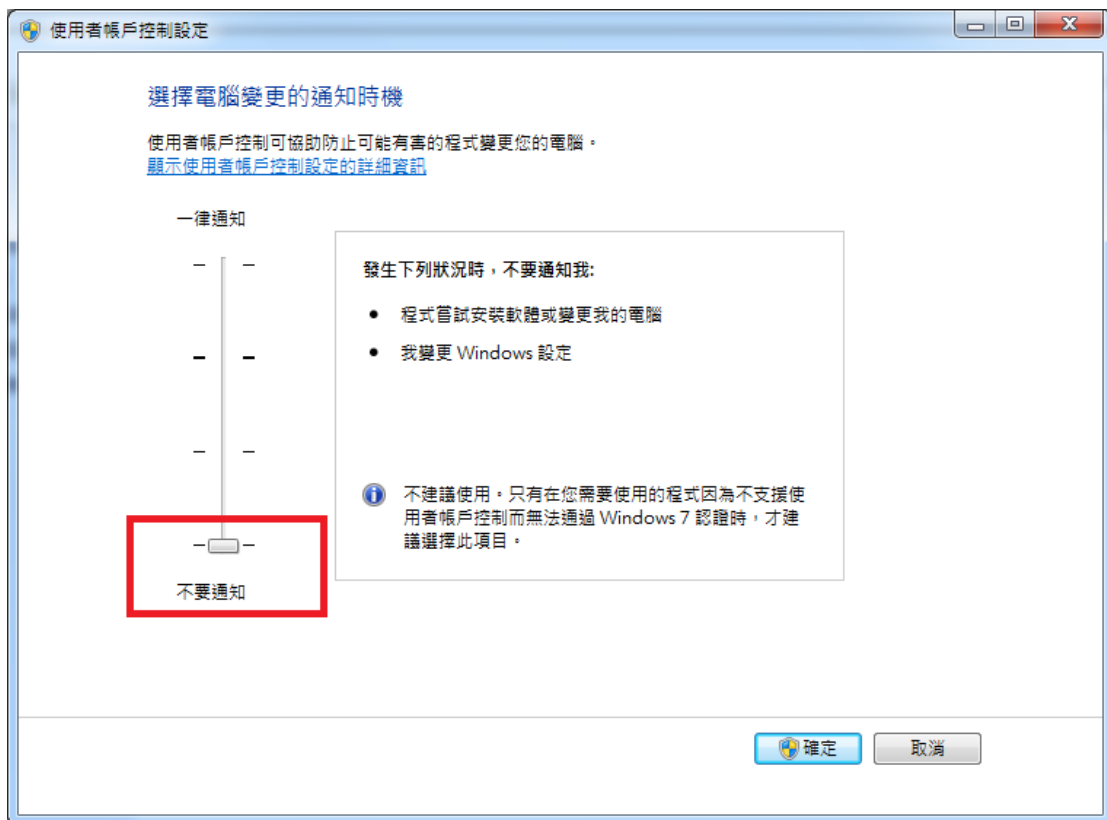 使用者帳戶控制設定
選擇電腦變更的通知時機
使用者帳戶控制可協助防止可能有害的程式變更您的電腦。
顯示使用者帳戶控制設定的詳細資訊
一律通知
發生下列狀況時，不要通知我:
• 程式嘗試安裝軟體或變更我的電腦
• 我變更 Windows 設定
不建議使用。只有在您需要使用的程式因為不支援使
用者帳戶控制而無法通過 Windows 7 認證時，才建
議選擇此項目。
不要通知
確定
取消